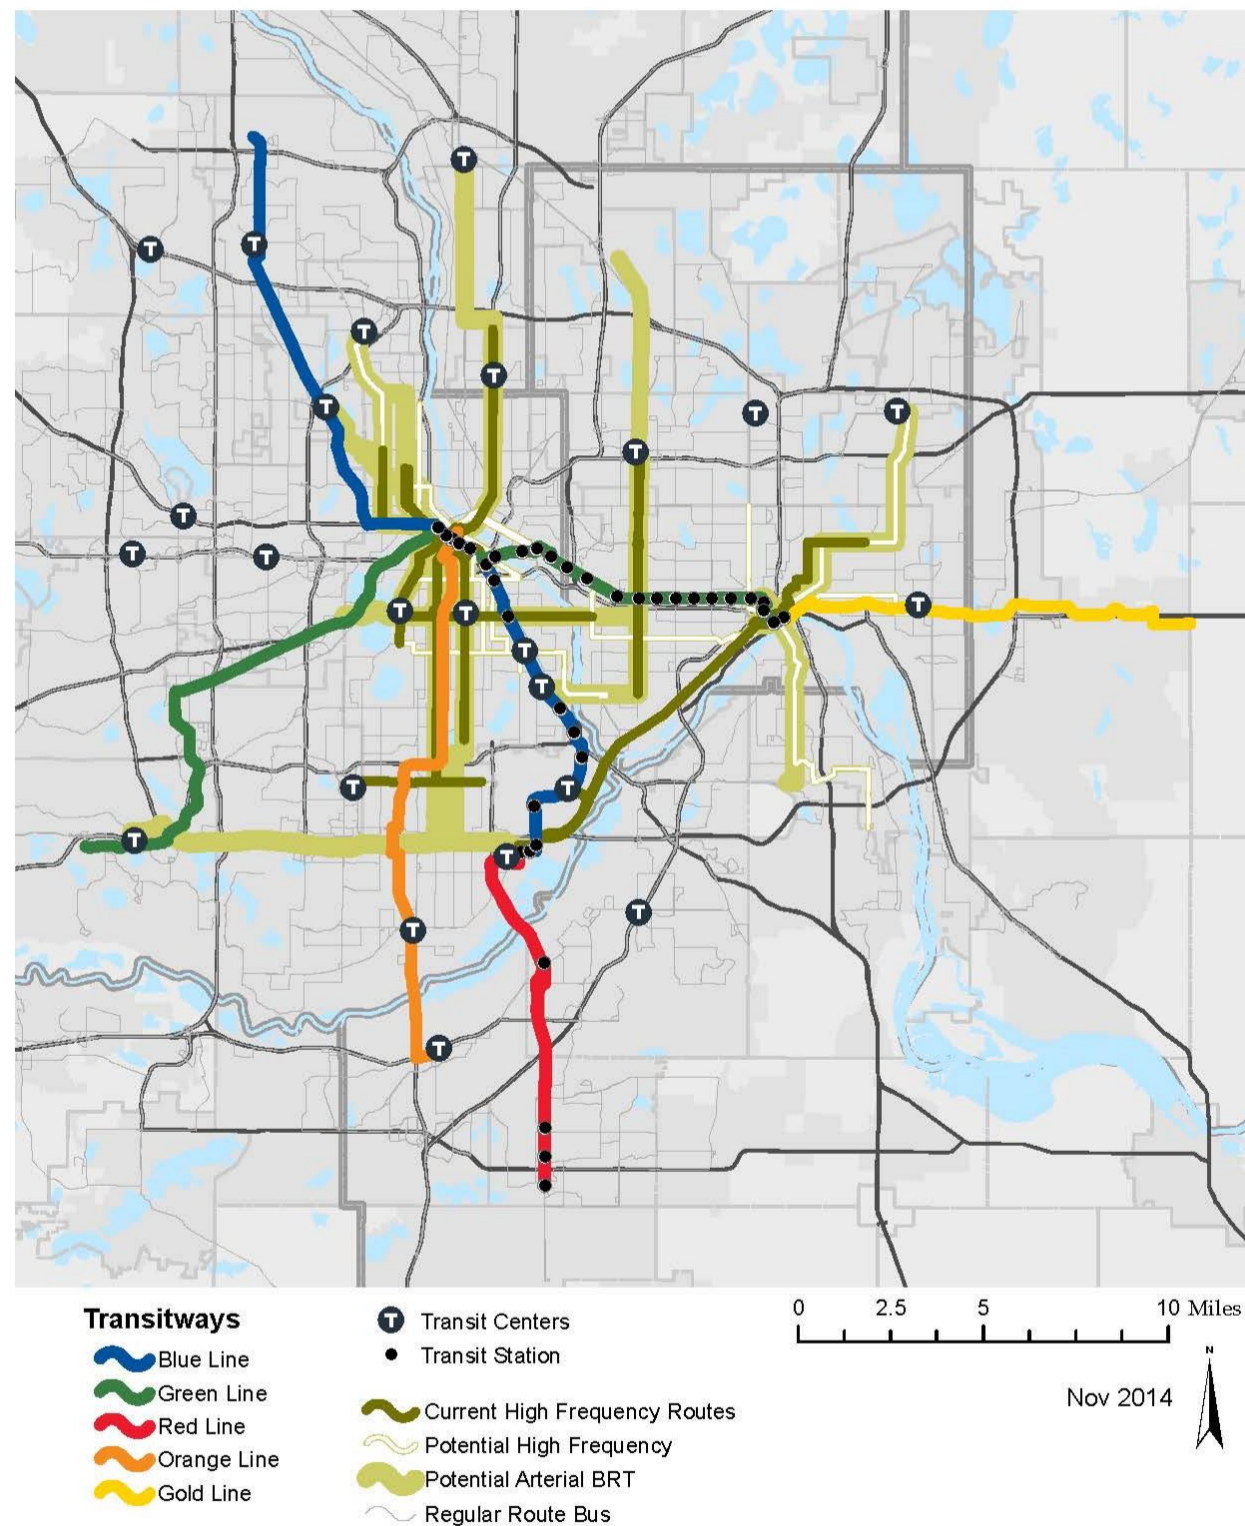 Transitways
Blue Line
Green Line
Red Line
Orange Line
Gold Line
T Transit Centers
Transit Station
Current High Frequency Routes
Potential High Frequency
Potential Arterial BRT
Regular Route Bus
0 2.5 5 10 Miles
N
Nov 2014